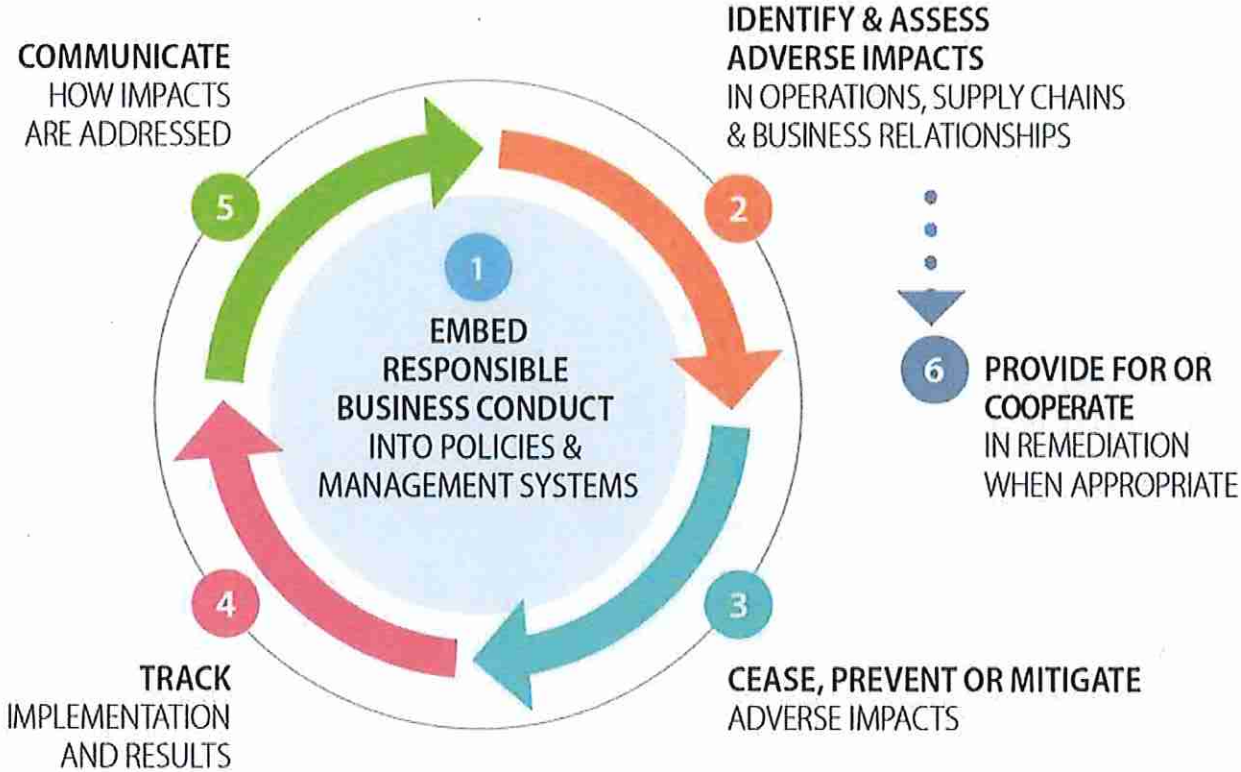 COMMUNICATE
HOW IMPACTS
ARE ADDRESSED
5
IDENTIFY & ASSESS
ADVERSE IMPACTS
IN OPERATIONS, SUPPLY CHAINS
& BUSINESS RELATIONSHIPS
2
1
EMBED
RESPONSIBLE
BUSINESS CONDUCT
INTO POLICIES &
MANAGEMENT SYSTEMS
6
PROVIDE FOR OR
COOPERATE
IN REMEDIATION
WHEN APPROPRIATE
4
TRACK
IMPLEMENTATION
AND RESULTS
3
CEASE, PREVENT OR MITIGATE
ADVERSE IMPACTS